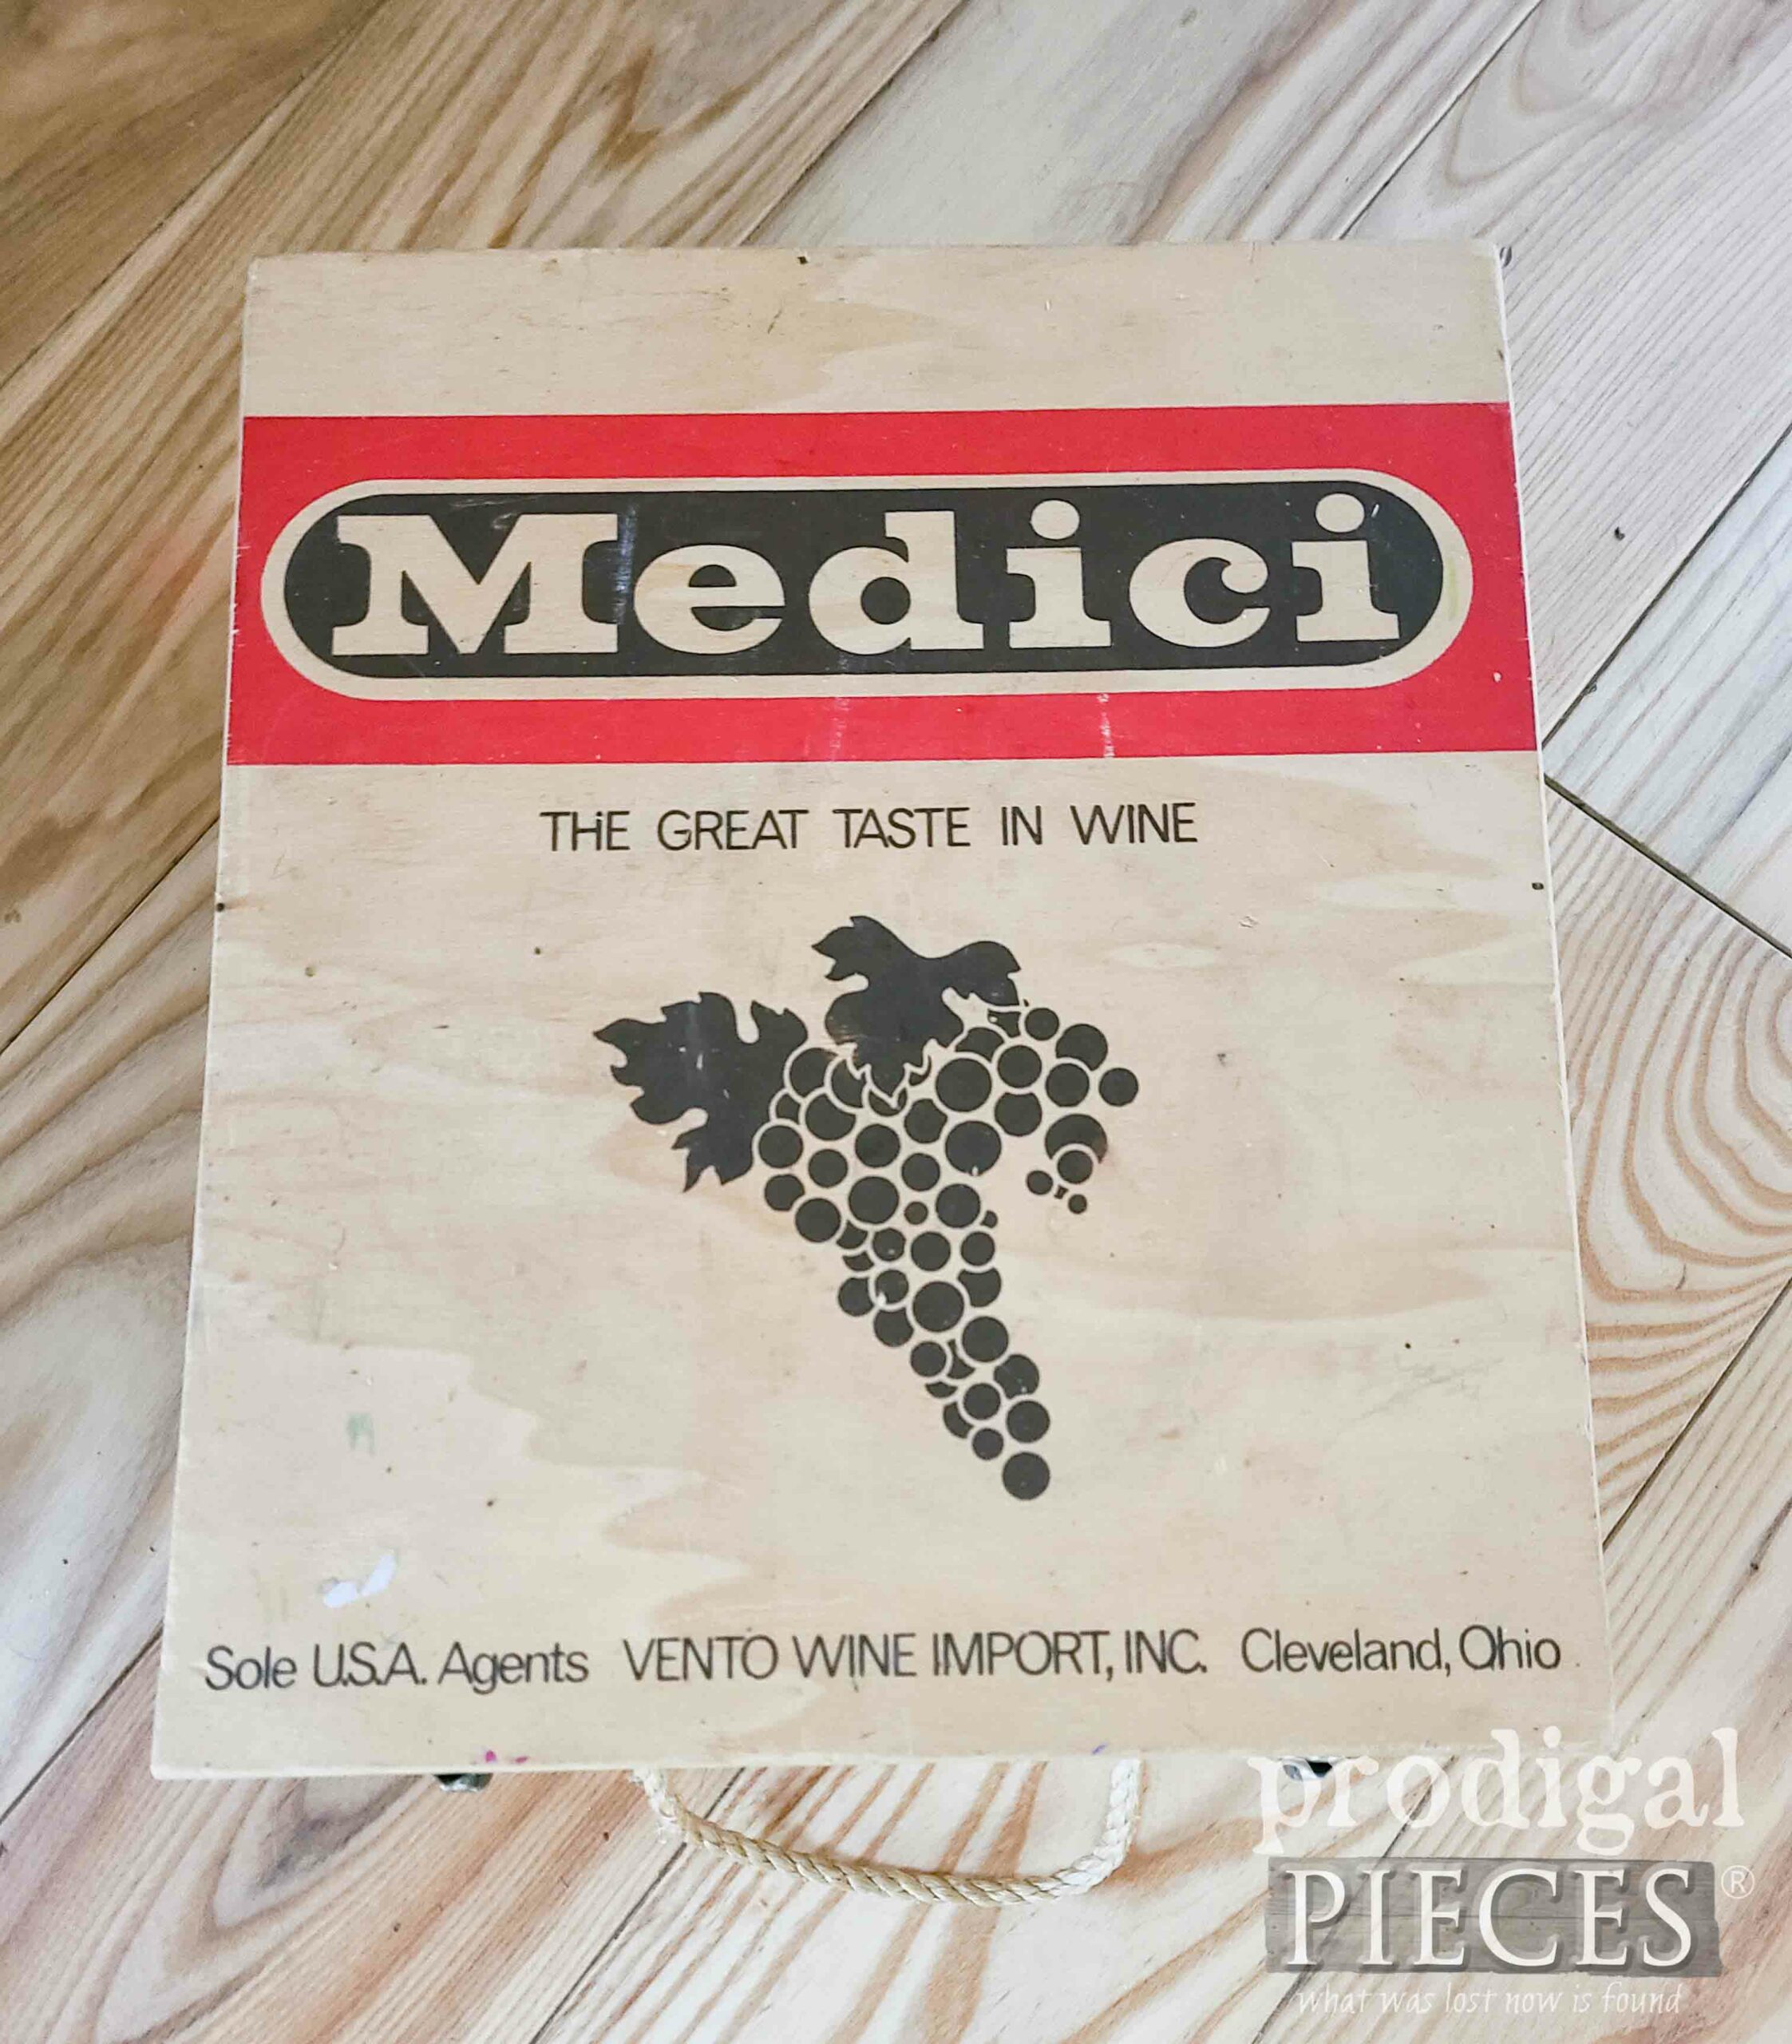 Medici
THE GREAT TASTE IN WINE
Sole U.S.A. Agents VENTO WINE IMPORT, INC. Cleveland, Ohio
prodigal
PIECES®
what was lost now is found